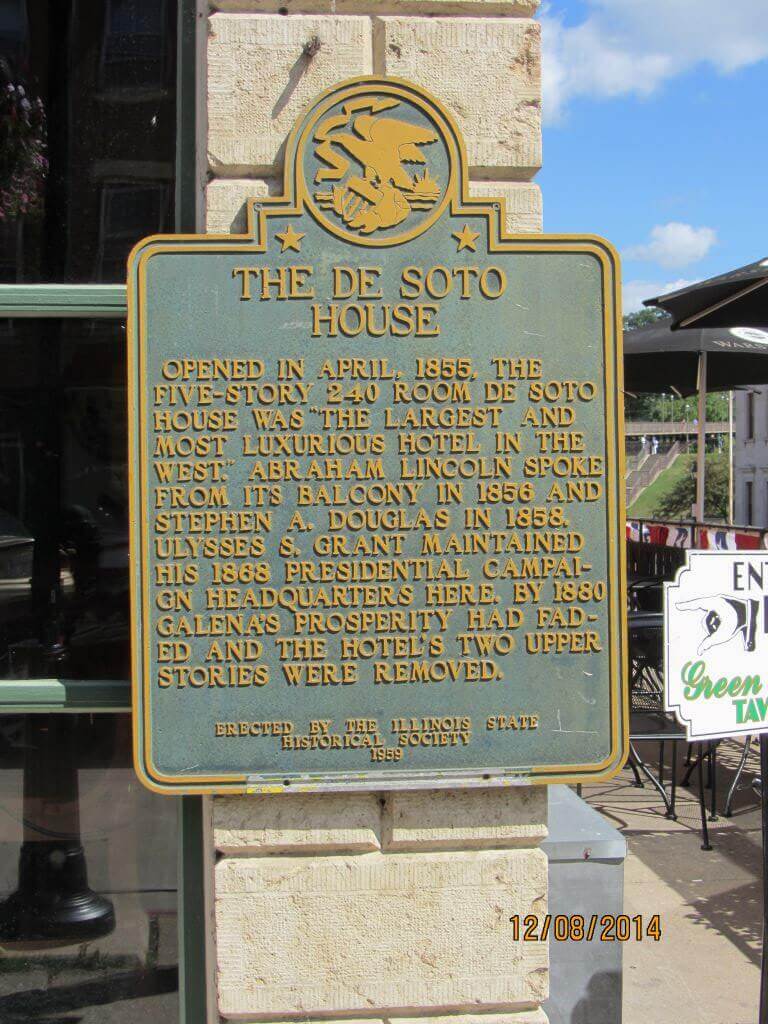 THE DE SOTO
HOUSE
OPENED IN APRIL, 1855, THE
FIVE-STORY 240 ROOM DE SOTO
HOUSE WAS "THE LARGEST AND
MOST LUXURIOUS HOTEL IN THE
WEST." ABRAHAM LINCOLN SPOKE
FROM ITS BALCONY IN 1856 AND
STEPHEN A. DOUGLAS IN 1858.
ULYSSES S. GRANT MAINTAINED
HIS 1868 PRESIDENTIAL CAMPAI-
GN HEADQUARTERS HERE. BY 1880
GALENA'S PROSPERITY HAD FAD-
ED AND THE HOTEL'S TWO UPPER
STORIES WERE REMOVED.
ERECTED BY THE ILLINOIS STATE
HISTORICAL SOCIETY
1959
Green
12/08/2014